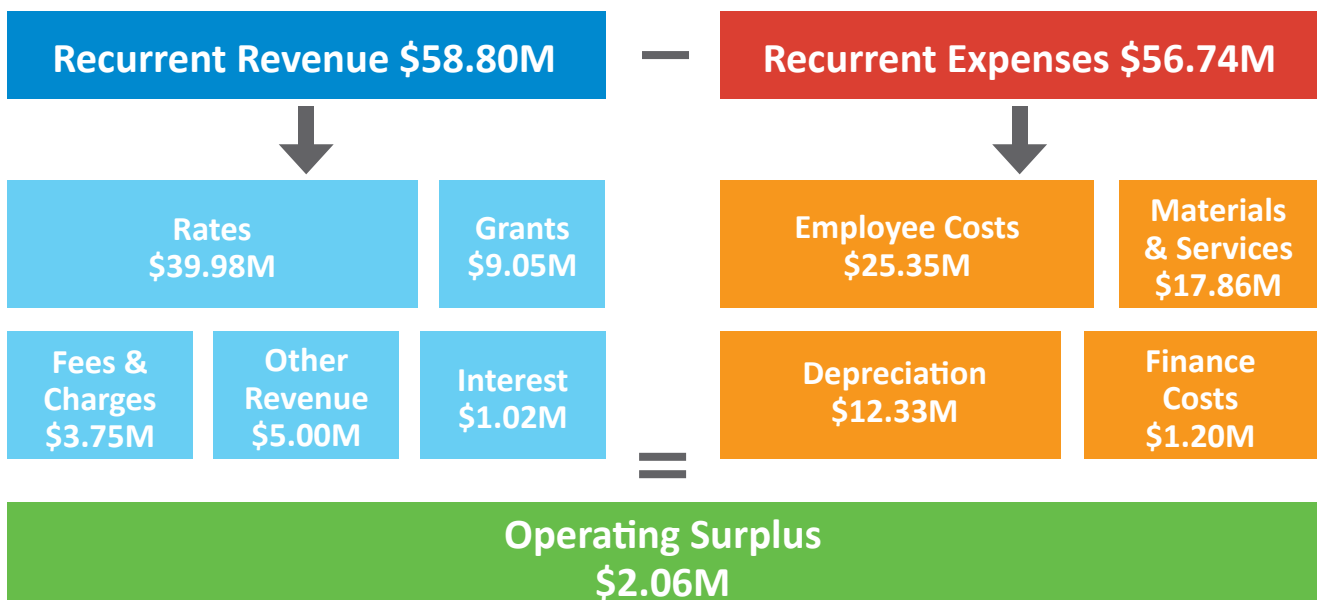 Recurrent Revenue $58.80M
Recurrent Expenses $56.74M
Rates
$39.98M
Grants
$9.05M
Employee Costs
$25.35M
Materials
& Services
$17.86M
Fees &
Charges
$3.75M
Other
Revenue
$5.00M
Interest
$1.02M
Depreciation
$12.33M
Finance
Costs
$1.20M
Operating Surplus
$2.06M